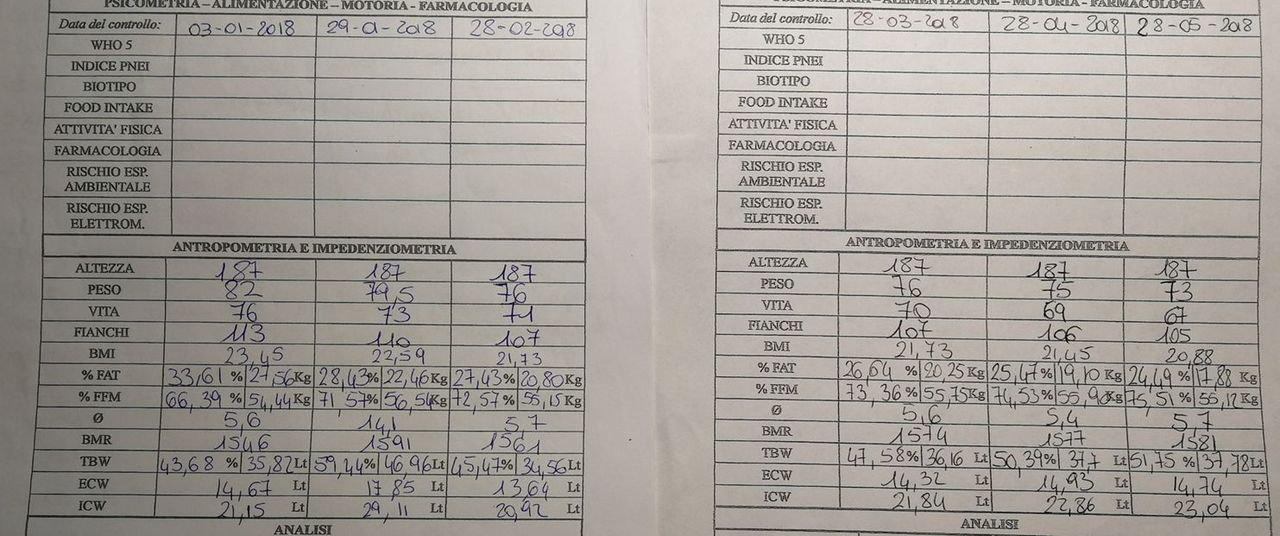 PSICOMETRIA – ALIMENTAZIONE – MOTORIA - FARMACOLOGIA
Data del controllo: 03-01-2018 29-01-2018 28-02-2018
WHO 5
INDICE PNEI
BIOTIPO
FOOD INTAKE
ATTIVITA' FISICA
FARMACOLOGIA
RISCHIO ESP.
AMBIENTALE
RISCHIO ESP.
ELETTROM.
ANTROPOMETRIA E IMPEDENZIOMETRIA
ALTEZZA 187 187 187
PESO 82 79,5 76
VITA 76 73 71
FIANCHI 113 110 107
BMI 23,45 22,59 21,73
% FAT 33,61 % 27,56 Kg 28,43 % 22,46 Kg 27,43 % 20,80 Kg
% FFM 66,39 % 54,44 Kg 71,57 % 56,54 Kg 72,57 % 55,15 Kg
Ø 5,6 14,1 5,7
BMR 1546 1591 1561
TBW 43,68 % 35,82 Lt 59,44 % 46,96 Lt 45,47 % 34,56 Lt
ECW 14,67 Lt 17,85 Lt 13,64 Lt
ICW 21,15 Lt 29,11 Lt 20,92 Lt
ANALISI
PSICOMETRIA – ALIMENTAZIONE – MOTORIA - FARMACOLOGIA
Data del controllo: 28-03-2018 28-04-2018 28-05-2018
WHO 5
INDICE PNEI
BIOTIPO
FOOD INTAKE
ATTIVITA' FISICA
FARMACOLOGIA
RISCHIO ESP.
AMBIENTALE
RISCHIO ESP.
ELETTROM.
ANTROPOMETRIA E IMPEDENZIOMETRIA
ALTEZZA 187 187 187
PESO 76 75 73
VITA 70 69 67
FIANCHI 107 106 105
BMI 21,73 21,45 20,88
% FAT 26,64 % 20,25 Kg 25,47 % 19,10 Kg 24,49 % 17,88 Kg
% FFM 73,36 % 55,75 Kg 74,53 % 55,90 Kg 75,51 % 55,12 Kg
Ø 5,6 5,4 5,7
BMR 1574 1577 1581
TBW 47,58 % 36,16 Lt 50,39 % 37,7 Lt 51,75 % 37,78 Lt
ECW 14,32 Lt 14,93 Lt 14,74 Lt
ICW 21,84 Lt 22,86 Lt 23,04 Lt
ANALISI